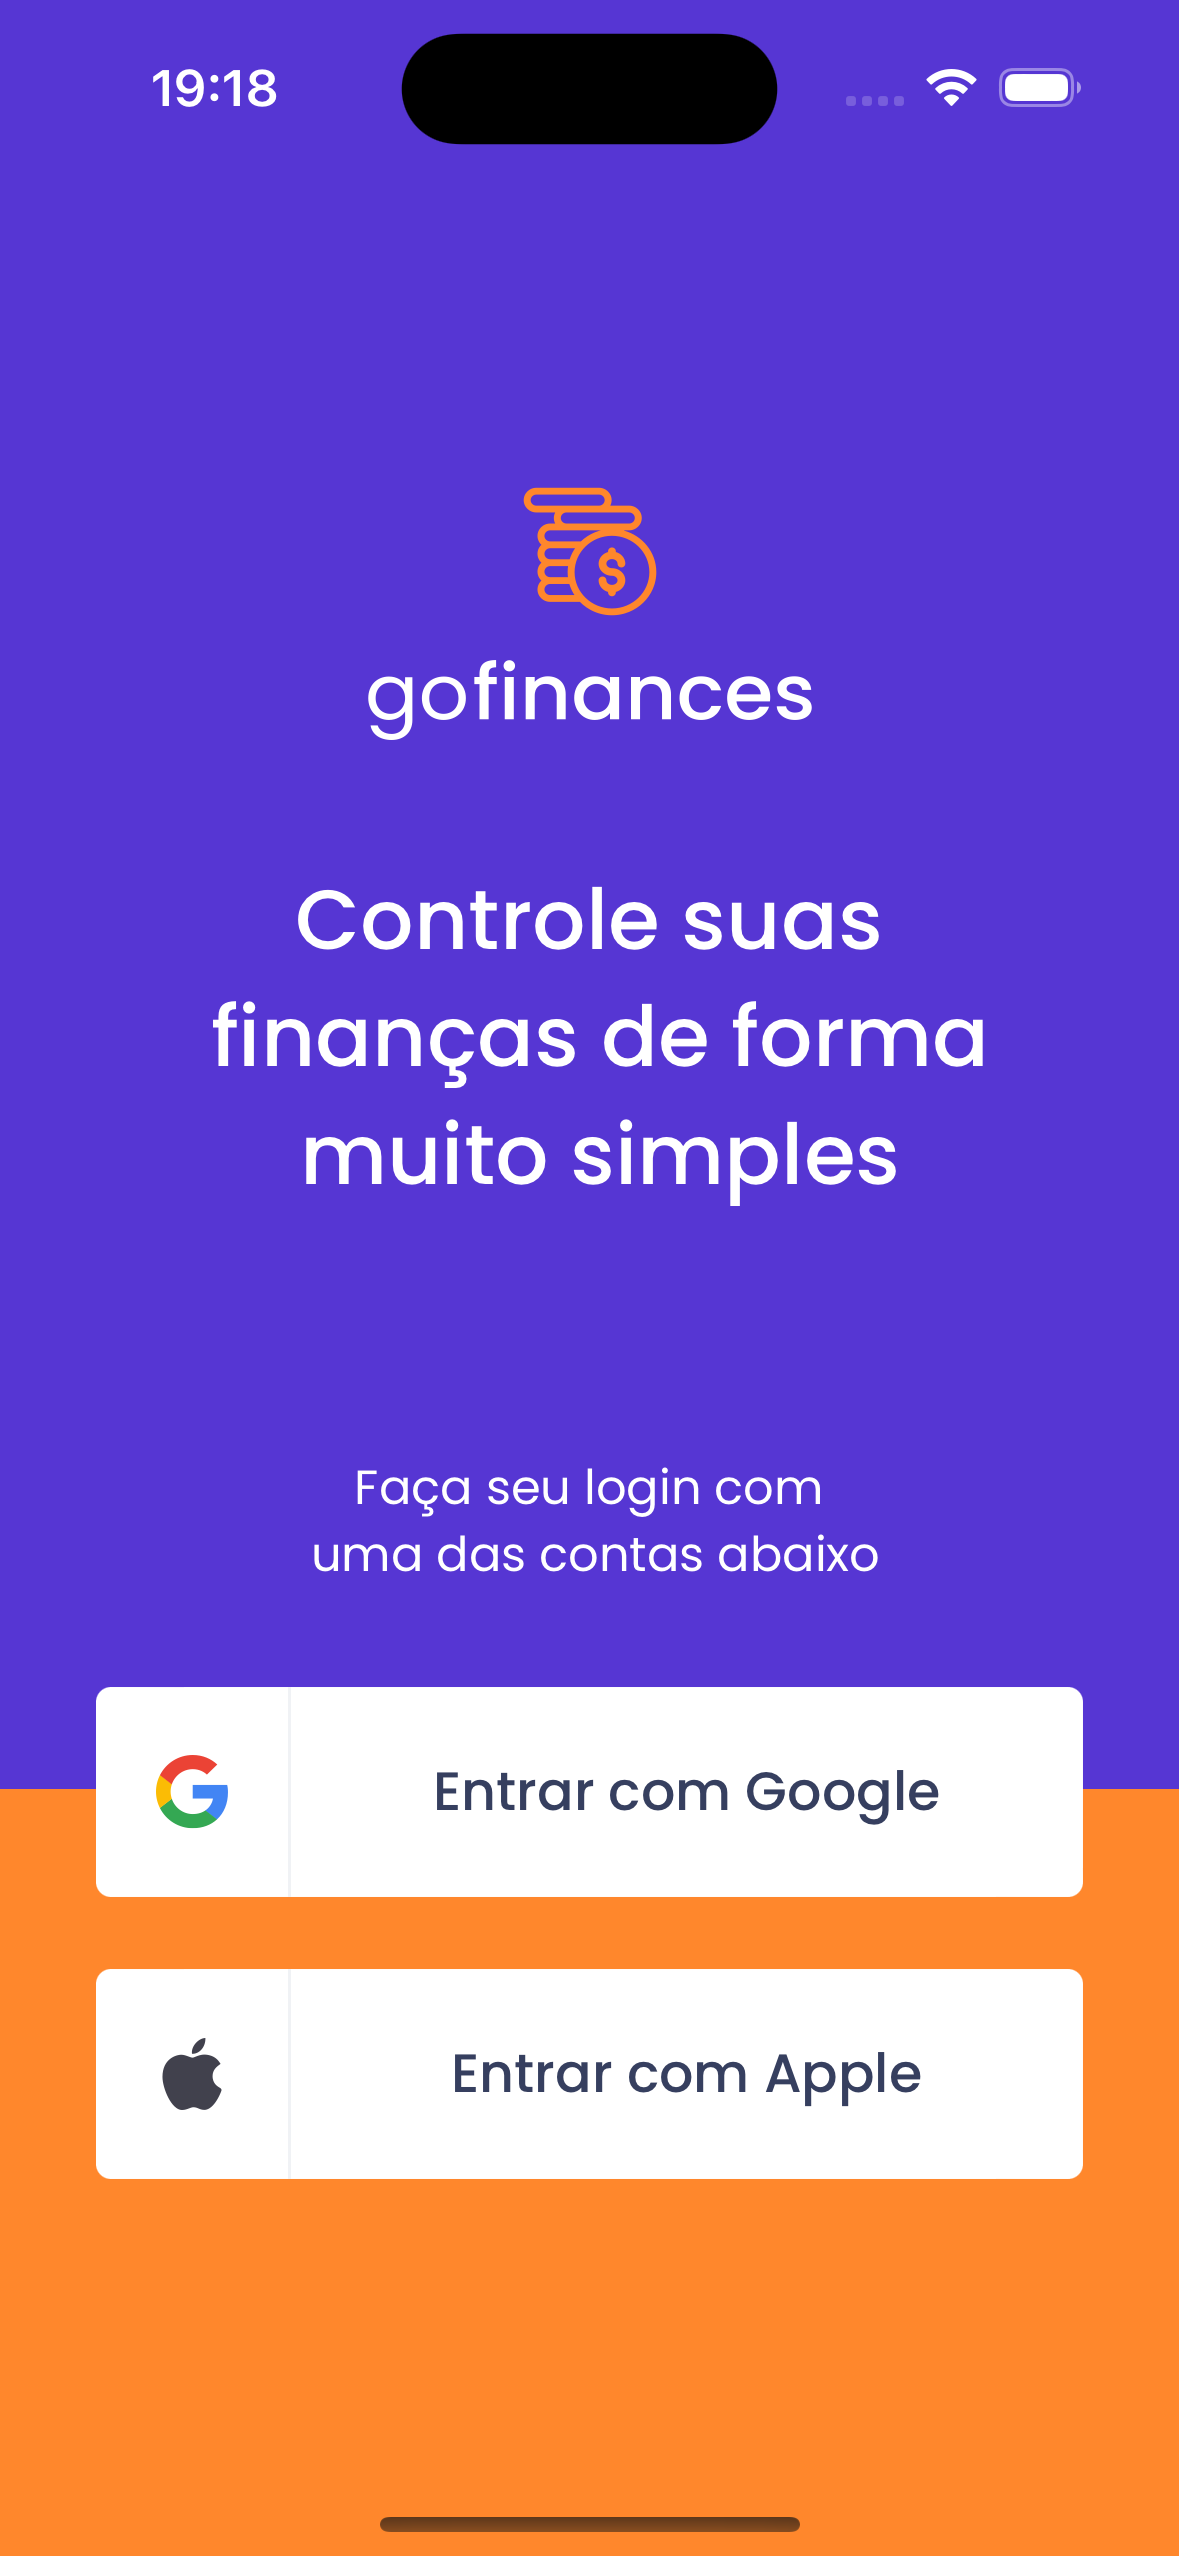 19:18
$
gofinances
Controle suas
finanças de forma
muito simples
Faça seu login com
uma das contas abaixo
Entrar com Google
Entrar com Apple